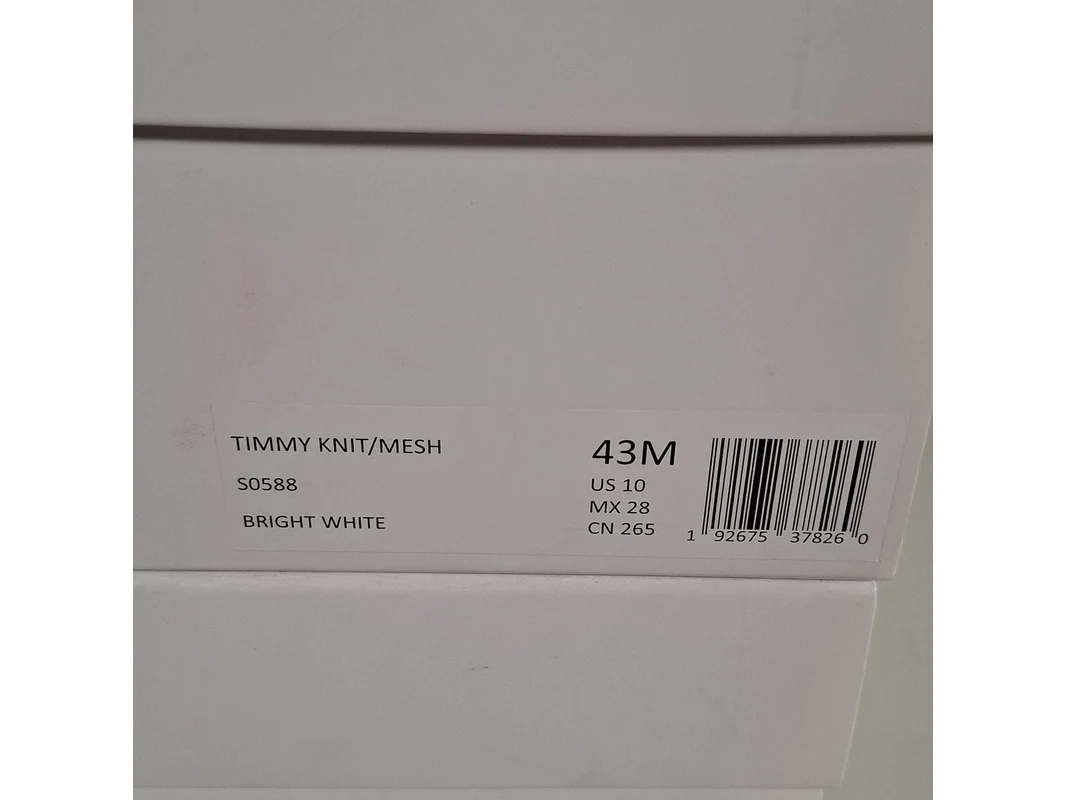 TIMMY KNIT/MESH
S0588
BRIGHT WHITE
43M
US 10
MX 28
CN 265
1 92675 37826 0